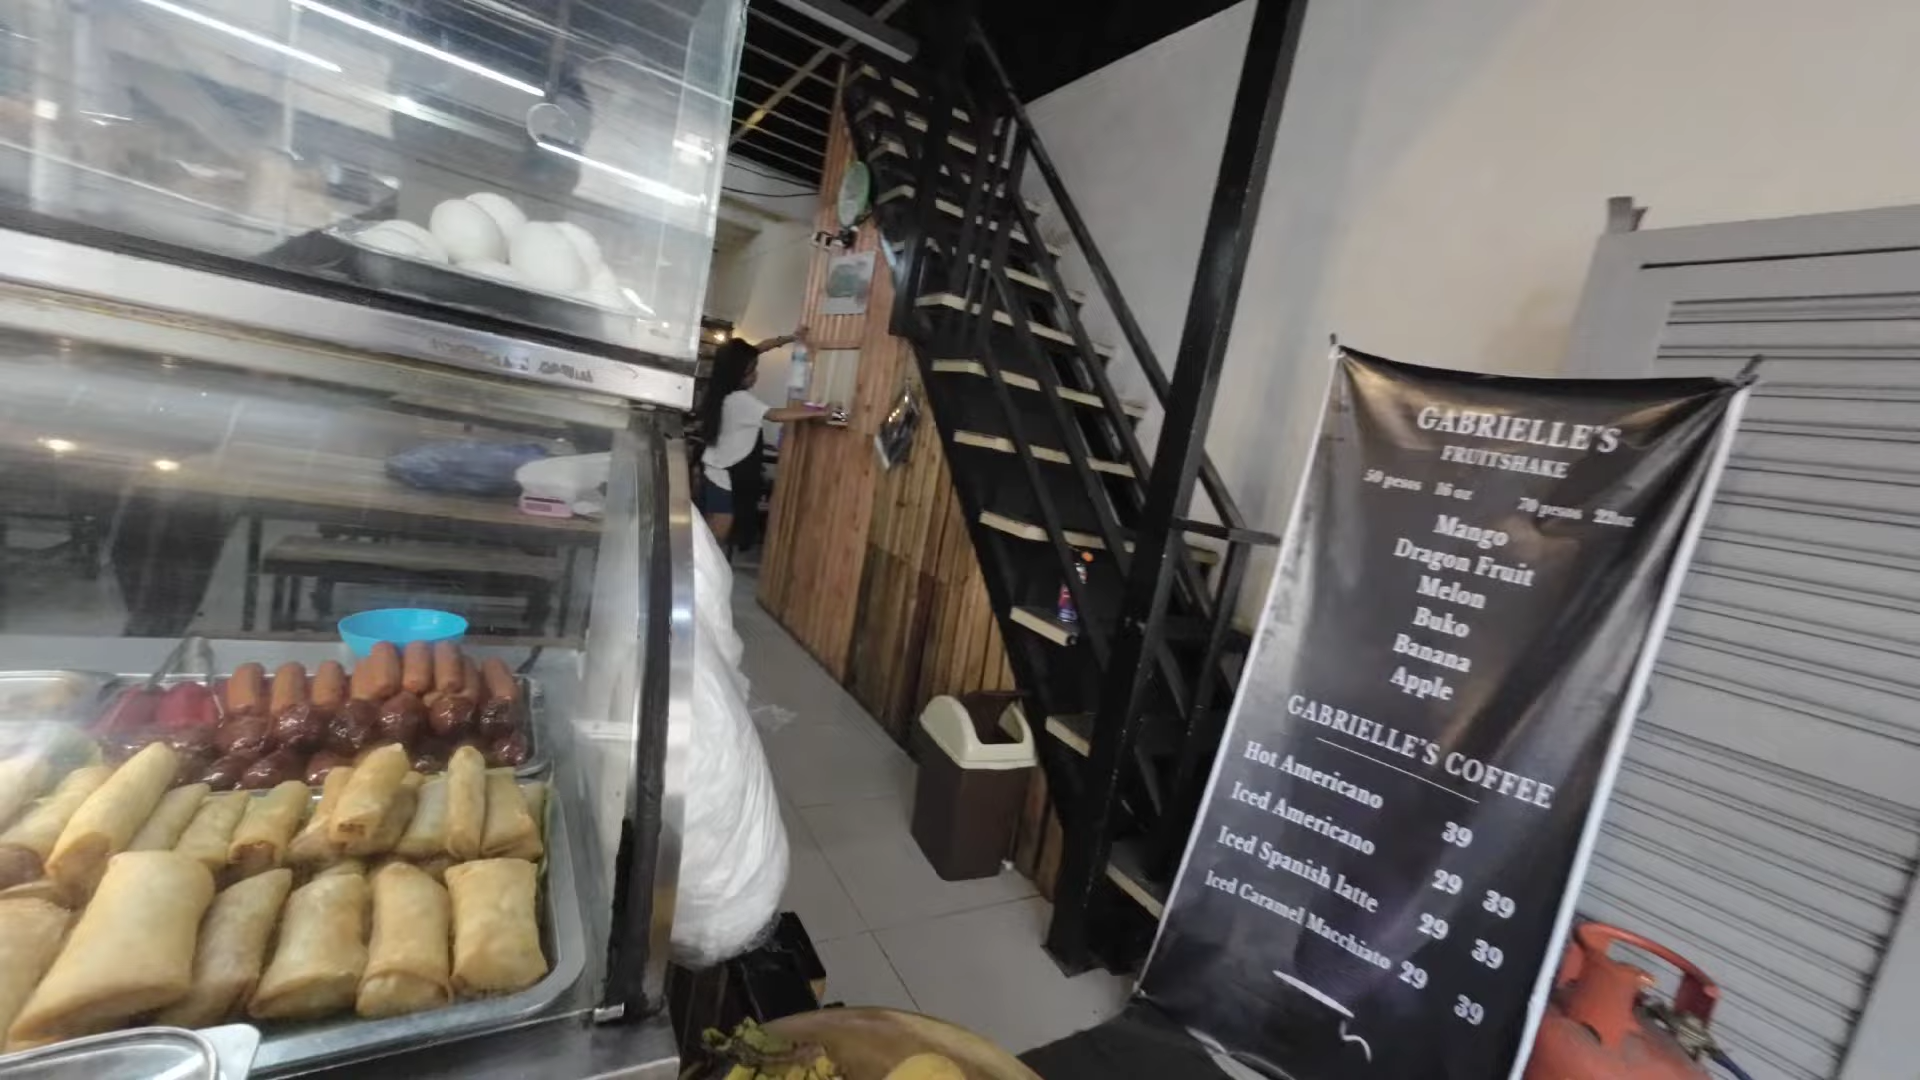 GABRIELLE'S
FRUITSHAKE
50 pesos 16 oz 70 pesos 22oz
Mango
Dragon Fruit
Melon
Buko
Banana
Apple
GABRIELLE'S COFFEE
Hot Americano 39
Iced Americano 29 39
Iced Spanish latte 29 39
Iced Caramel Macchiato 29 39